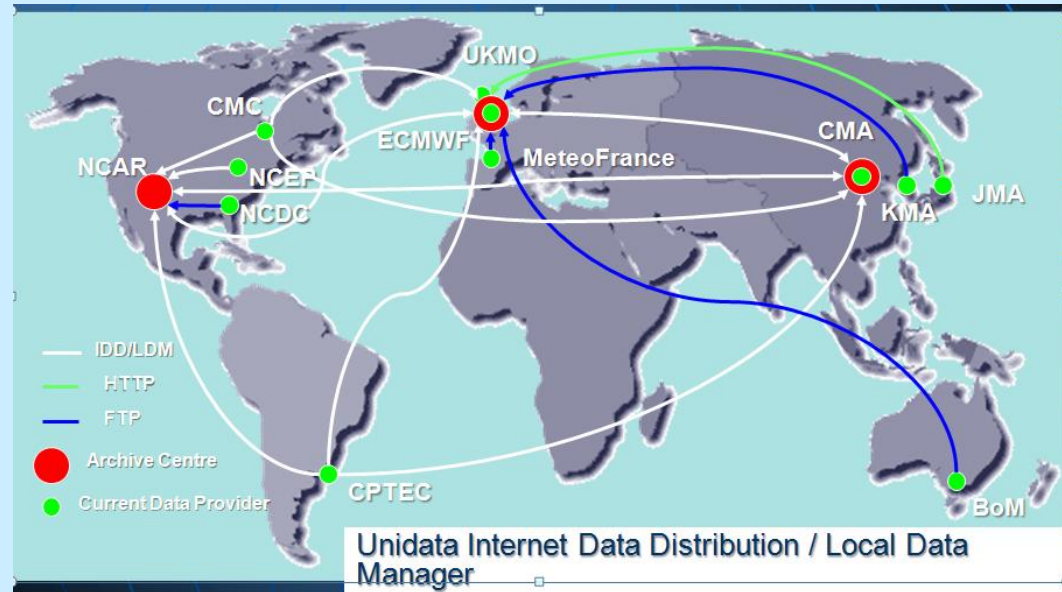 UKMO
CMC
CMA
ECMWF
MeteoFrance
NCAR
NCEP
JMA
KMA
NCDC
IDD/LDM
HTTP
FTP
Archive Centre
CPTEC
Current Data Provider
BoM
Unidata Internet Data Distribution / Local Data
Manager